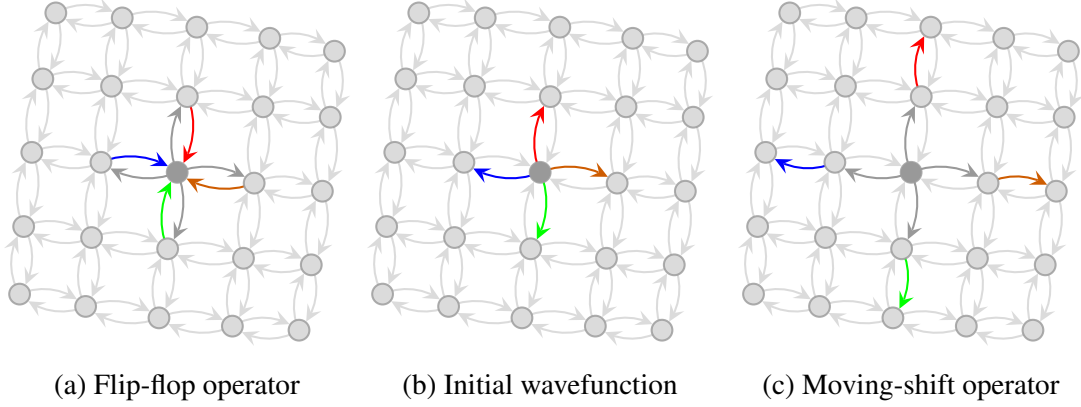 (a) Flip-flop operator
(b) Initial wavefunction
(c) Moving-shift operator